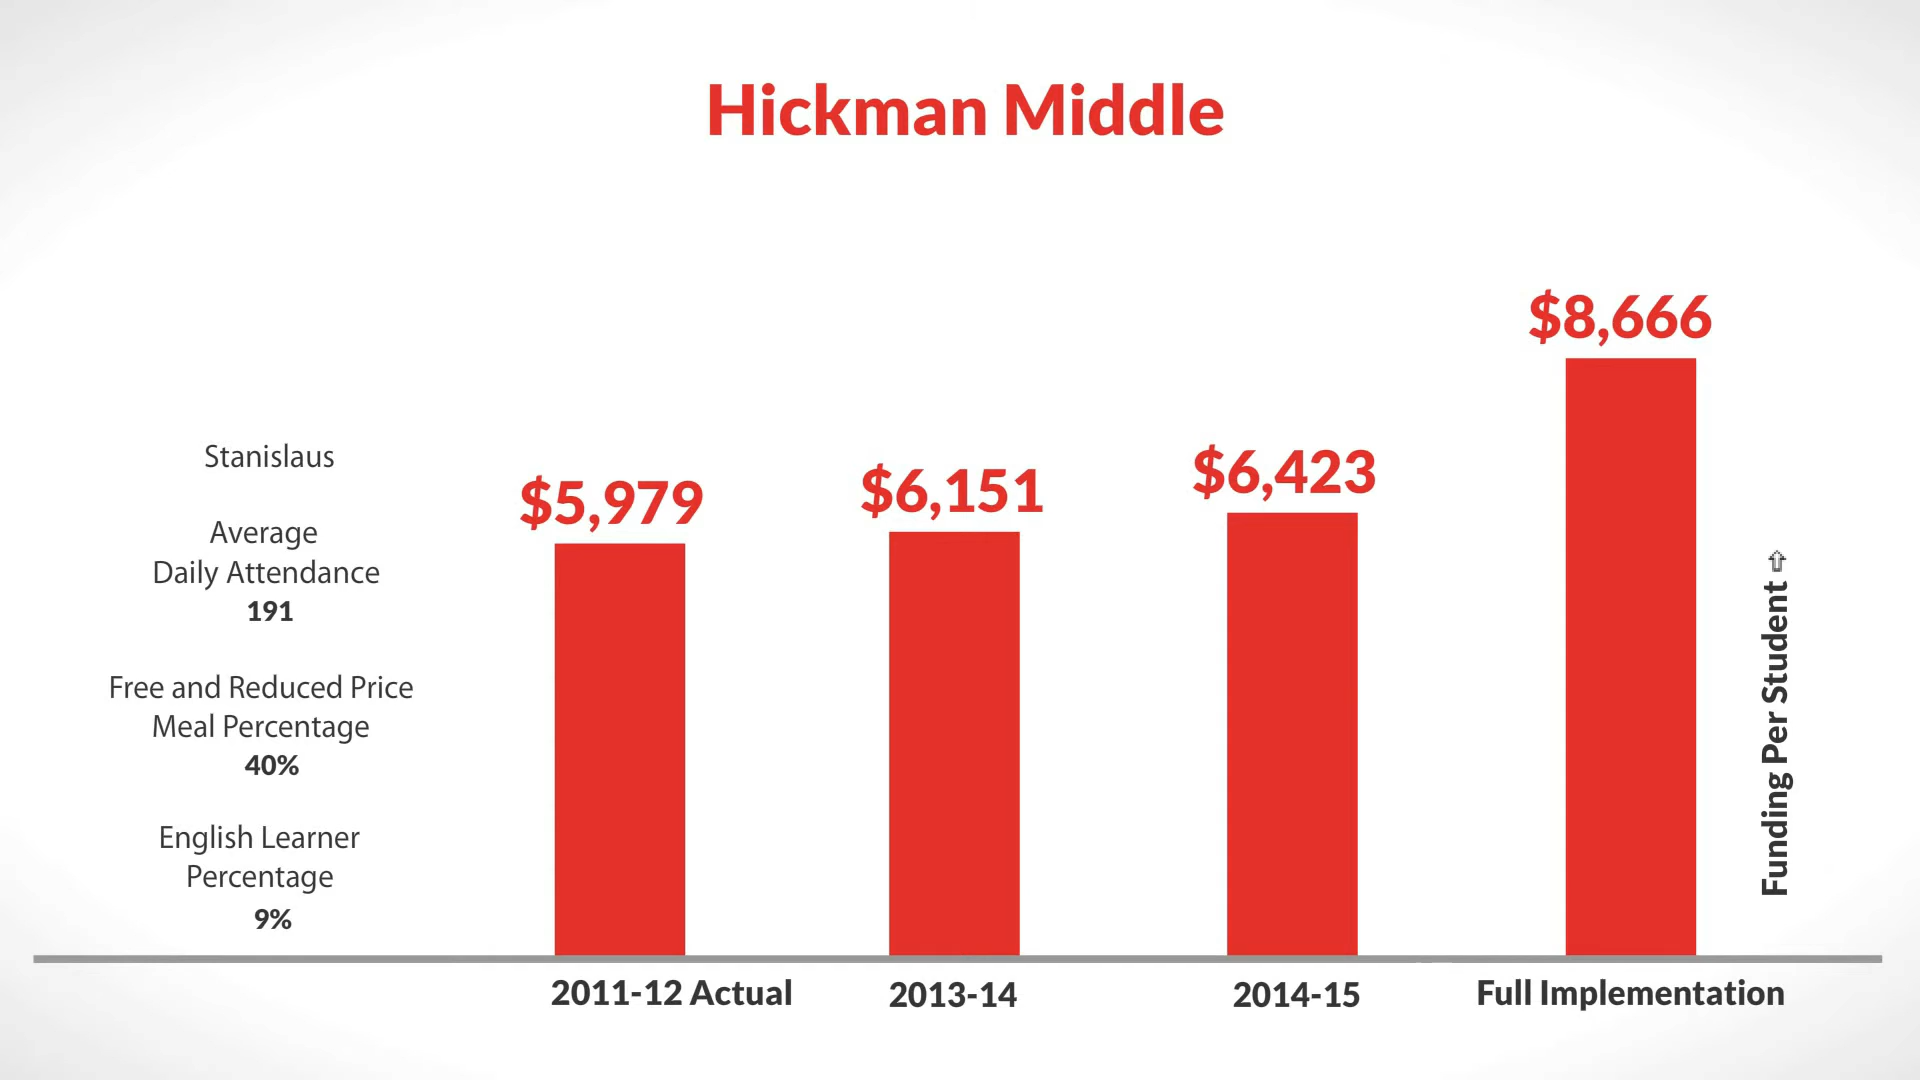 Hickman Middle
Stanislaus
Average
Daily Attendance
191
Free and Reduced Price
Meal Percentage
40%
English Learner
Percentage
9%
$5,979
$6,151
$6,423
$8,666
2011-12 Actual
2013-14
2014-15
Full Implementation
Funding Per Student ⇧